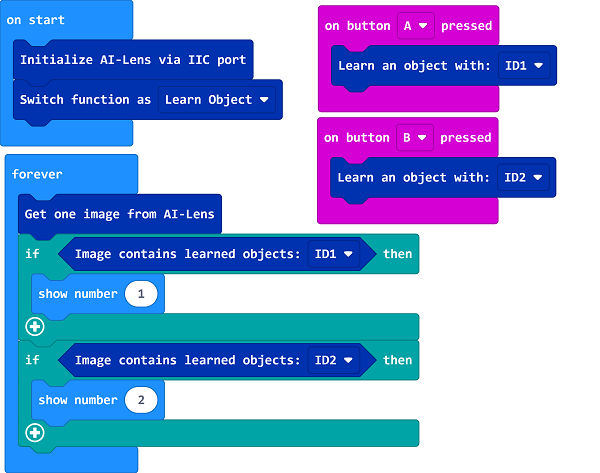 on start
Initialize AI-Lens via IIC port
Switch function as Learn Object
on button A pressed
Learn an object with: ID1
on button B pressed
Learn an object with: ID2
forever
Get one image from AI-Lens
if Image contains learned objects: ID1 then
show number 1
if Image contains learned objects: ID2 then
show number 2